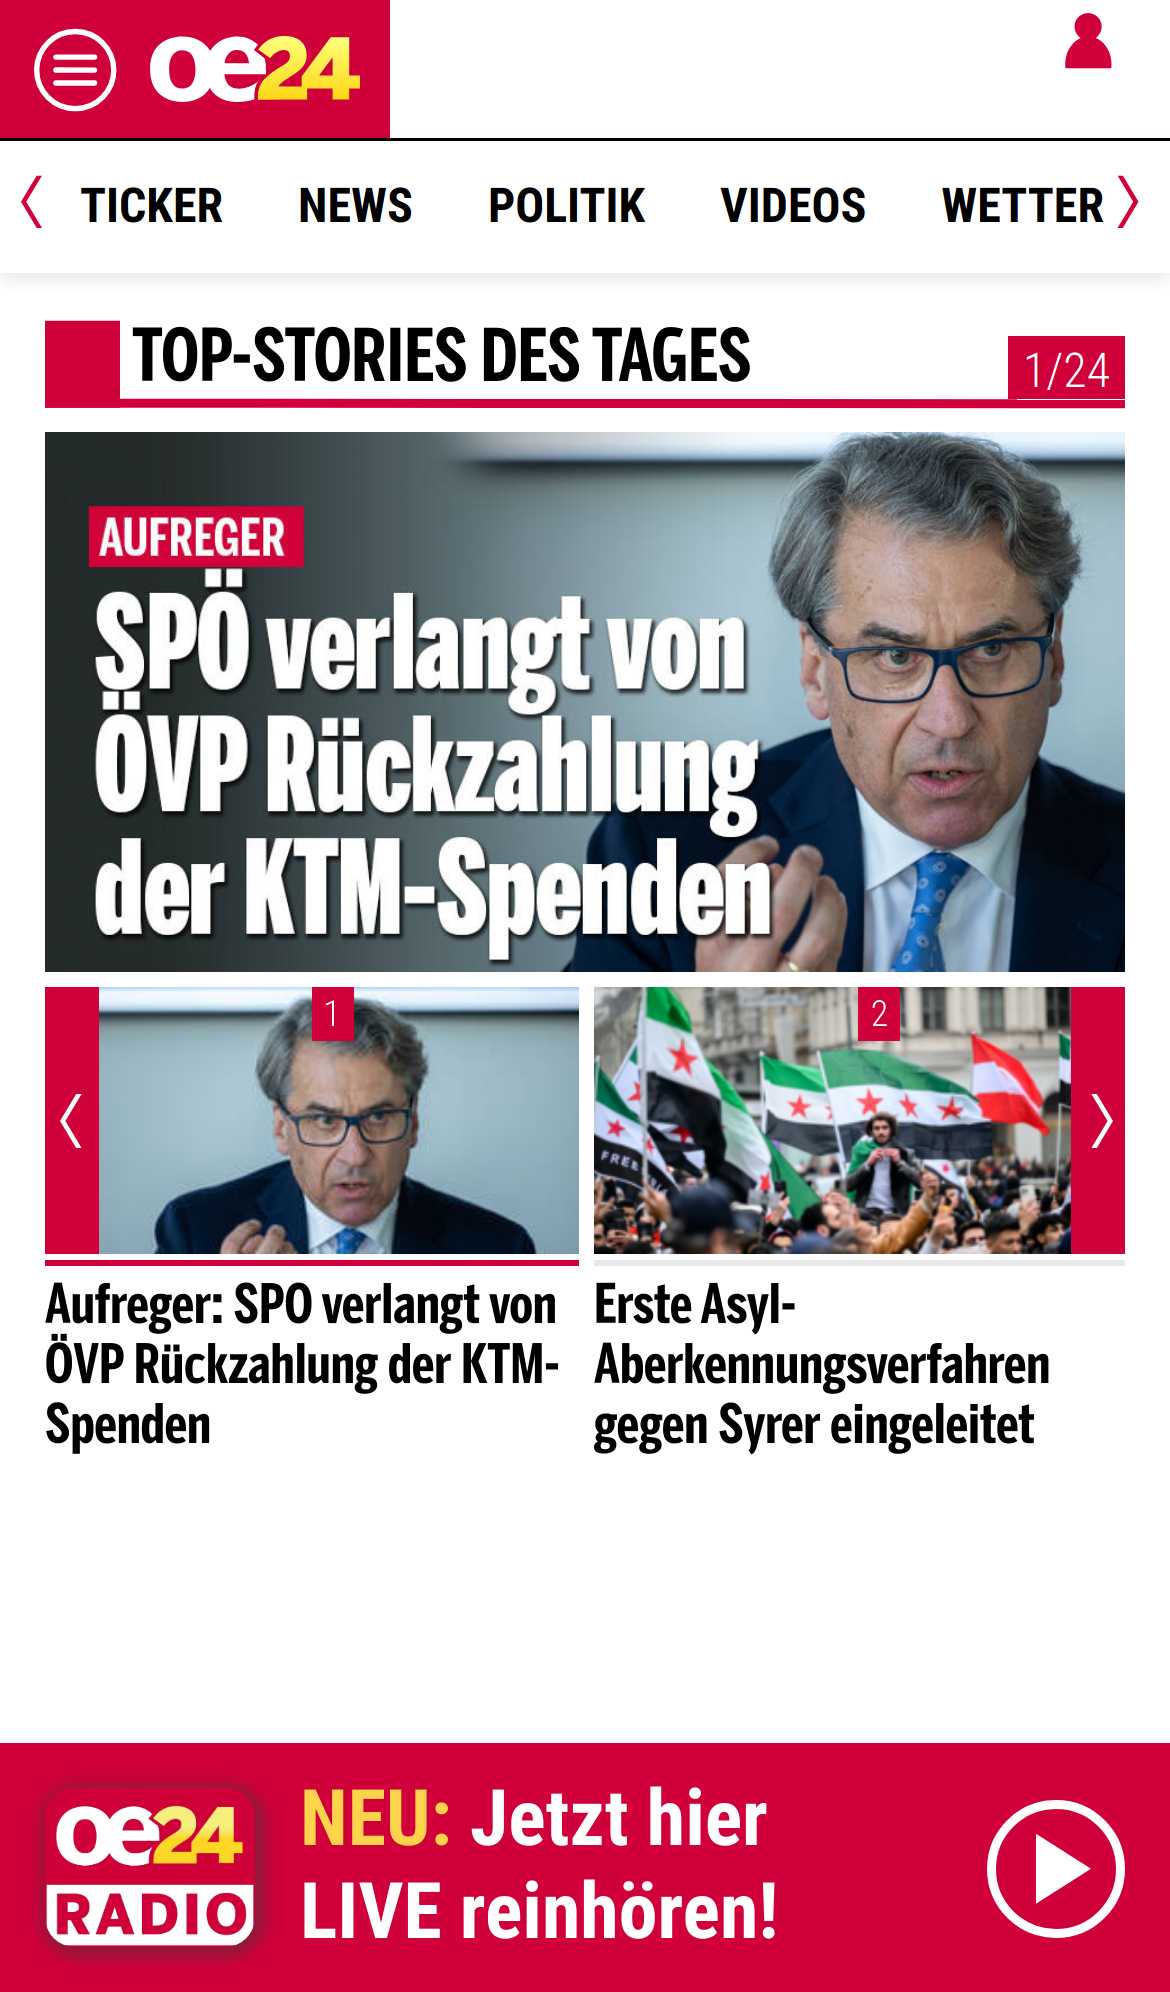 oe24
TICKER NEWS POLITIK VIDEOS WETTER
TOP-STORIES DES TAGES
1/24
AUFREGER
SPÖ verlangt von
ÖVP Rückzahlung
der KTM-Spenden
1
2
FREE
Aufreger: SPÖ verlangt von
ÖVP Rückzahlung der KTM-
Spenden
Erste Asyl-
Aberkennungsverfahren
gegen Syrer eingeleitet
oe24
RADIO
NEU: Jetzt hier
LIVE reinhören!